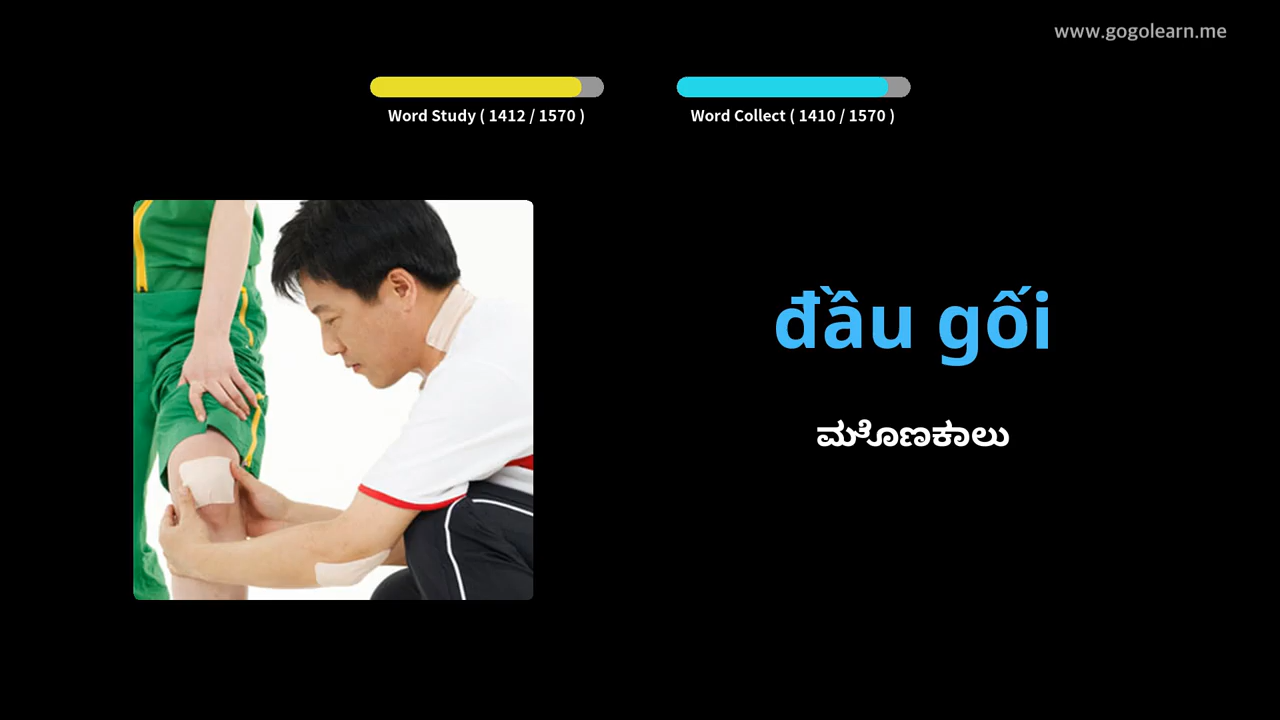 www.gogolearn.me
Word Study ( 1412 / 1570 )
Word Collect ( 1410 / 1570 )
đầu gối
ಮೊಣಕಾಲು